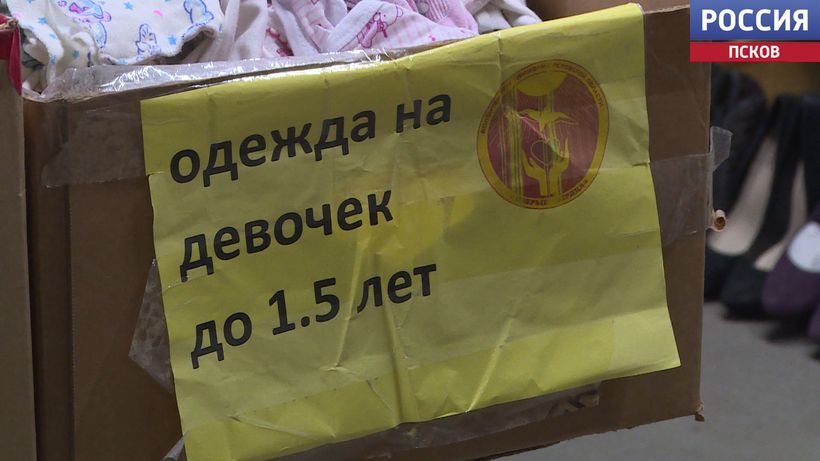 РОССИЯ
ПСКОВ
одежда на
девочек
до 1.5 лет